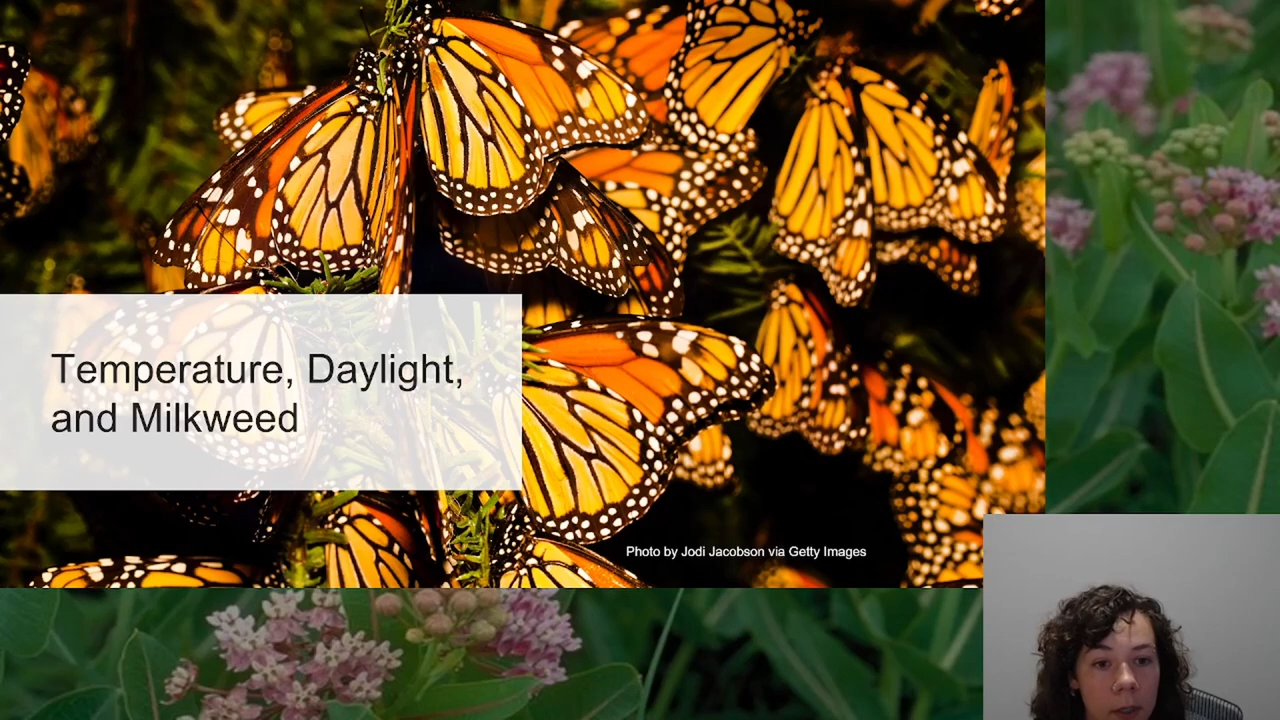 Temperature, Daylight,
and Milkweed
Photo by Jodi Jacobson via Getty Images